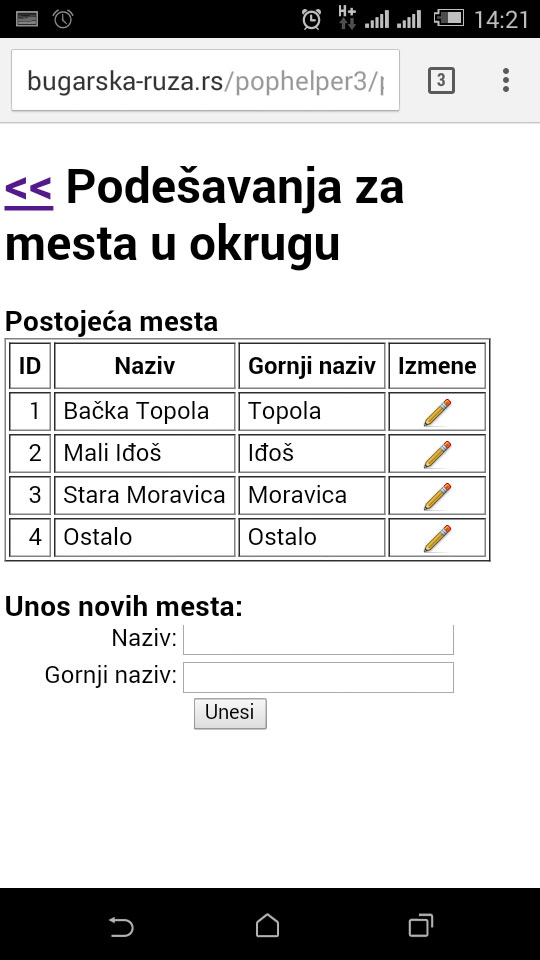 H+ 14:21
bugarska-ruza.rs/pophelper3/
3
<< Podešavanja za
mesta u okrugu
Postojeća mesta
ID Naziv Gornji naziv Izmene
1 Bačka Topola Topola
2 Mali Iđoš Iđoš
3 Stara Moravica Moravica
4 Ostalo Ostalo
Unos novih mesta:
Naziv:
Gornji naziv:
Unesi